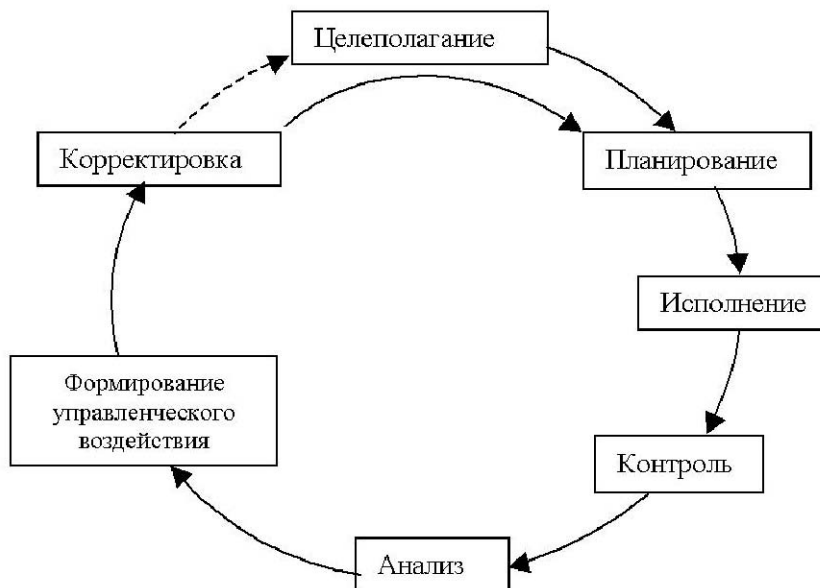 Целеполагание
Корректировка
Планирование
Исполнение
Формирование
управленческого
воздействия
Контроль
Анализ